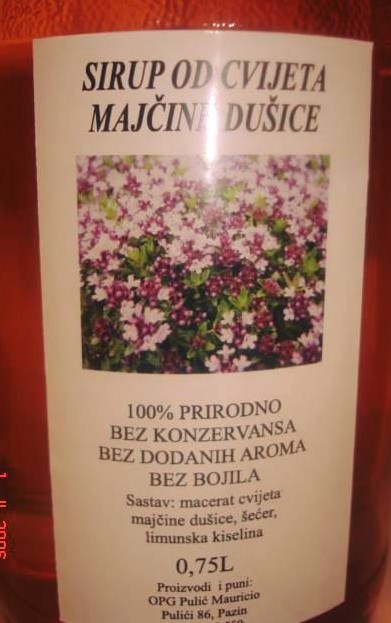 SIRUP OD CVIJETA
MAJČINE DUŠICE
100% PRIRODNO
BEZ KONZERVANSA
BEZ DODANIH AROMA
BEZ BOJILA
Sastav: macerat cvijeta
majčine dušice, šećer,
limunska kiselina
0,75L
Proizvodi i puni:
OPG Pulić Mauricio
Pulići 86, Pazin